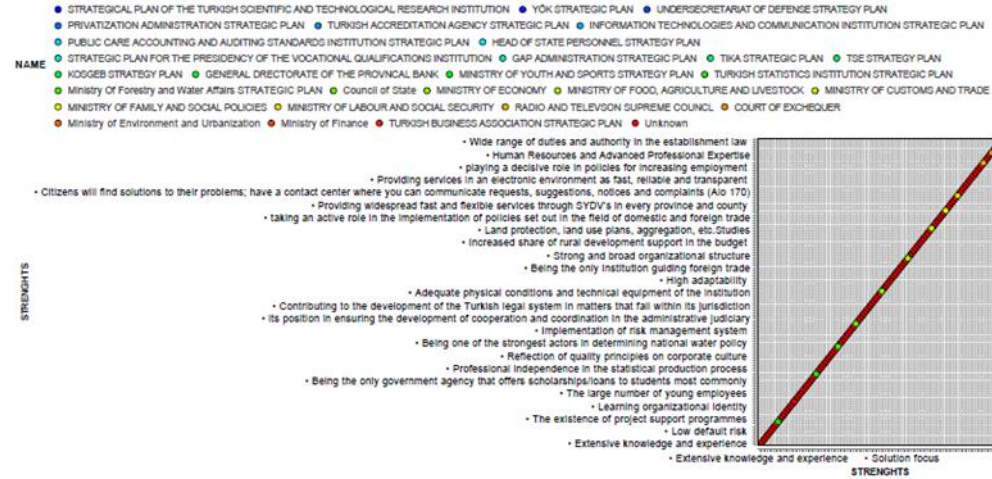 STRATEGICAL PLAN OF THE TURKISH SCIENTIFIC AND TECHNOLOGICAL RESEARCH INSTITUTION YÖK STRATEGIC PLAN UNDERSECRETARIAT OF DEFENSE STRATEGY PLAN
PRIVATIZATION ADMINISTRATION STRATEGIC PLAN TURKISH ACCREDITATION AGENCY STRATEGIC PLAN INFORMATION TECHNOLOGIES AND COMMUNICATION INSTITUTION STRATEGIC PLAN
PUBLIC CARE ACCOUNTING AND AUDITING STANDARDS INSTITUTION STRATEGIC PLAN HEAD OF STATE PERSONNEL STRATEGY PLAN
NAME STRATEGIC PLAN FOR THE PRESIDENCY OF THE VOCATIONAL QUALIFICATIONS INSTITUTION GAP ADMINISTRATION STRATEGIC PLAN TIKA STRATEGIC PLAN TSE STRATEGY PLAN
KOSGEB STRATEGY PLAN GENERAL DIRECTORATE OF THE PROVNCAL BANK MINISTRY OF YOUTH AND SPORTS STRATEGY PLAN TURKISH STATISTICS INSTITUTION STRATEGIC PLAN
Ministry of Forestry and Water Affairs STRATEGIC PLAN Council of State MINISTRY OF ECONOMY MINISTRY OF FOOD, AGRICULTURE AND LIVESTOCK MINISTRY OF CUSTOMS AND TRADE
MINISTRY OF FAMILY AND SOCIAL POLICIES MINISTRY OF LABOUR AND SOCIAL SECURITY RADIO AND TELEVSON SUPREME COUNCL COURT OF EXCHEQUER
Ministry of Environment and Urbanization Ministry of Finance TURKISH BUSINESS ASSOCIATION STRATEGIC PLAN Unknown
• Wide range of duties and authority in the establishment law
• Human Resources and Advanced Professional Expertise
• playing a decisive role in policies for increasing employment
• Providing services in an electronic environment as fast, reliable and transparent
• Citizens will find solutions to their problems; have a contact center where you can communicate requests, suggestions, notices and complaints (Alo 170)
• Providing widespread fast and flexible services through SYDV's in every province and county
• taking an active role in the implementation of policies set out in the field of domestic and foreign trade
• Land protection, land use plans, aggregation, etc.Studies
• Increased share of rural development support in the budget
• Strong and broad organizational structure
• Being the only institution guiding foreign trade
• High adaptability
• Adequate physical conditions and technical equipment of the institution
• Contributing to the development of the Turkish legal system in matters that fall within its jurisdiction
• Its position in ensuring the development of cooperation and coordination in the administrative judiciary
• Implementation of risk management system
• Being one of the strongest actors in determining national water policy
• Reflection of quality principles on corporate culture
• Professional independence in the statistical production process
• Being the only government agency that offers scholarships/loans to students most commonly
• The large number of young employees
• Learning organizational identity
• The existence of project support programmes
• Low default risk
• Extensive knowledge and experience
STRENGHTS
• Extensive knowledge and experience • Solution focus
STRENGHTS